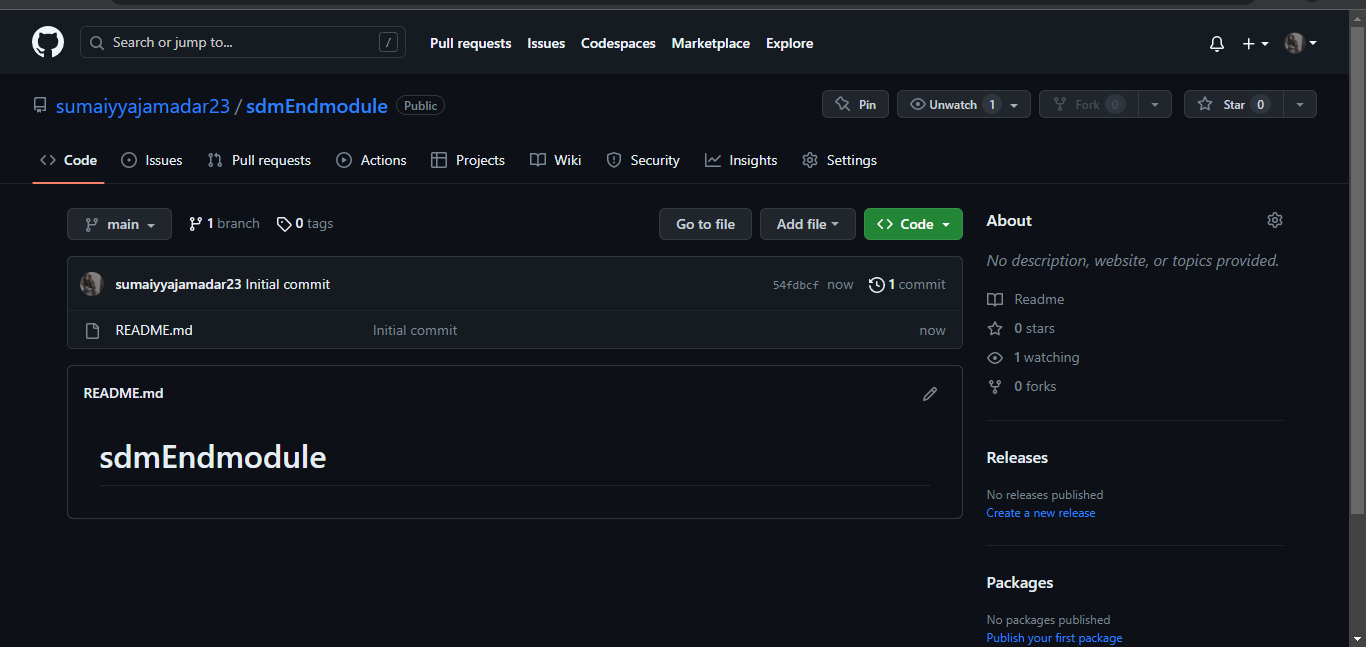 Search or jump to... /
Pull requests Issues Codespaces Marketplace Explore
sumaiyyajamadar23 / sdmEndmodule Public
Pin Unwatch 1 Fork 0 Star 0
Code Issues Pull requests Actions Projects Wiki Security Insights Settings
main 1 branch 0 tags Go to file Add file Code
sumaiyyajamadar23 Initial commit 54fdbcf now 1 commit
README.md Initial commit now
README.md
sdmEndmodule
About
No description, website, or topics provided.
Readme
0 stars
1 watching
0 forks
Releases
No releases published
Create a new release
Packages
No packages published
Publish your first package